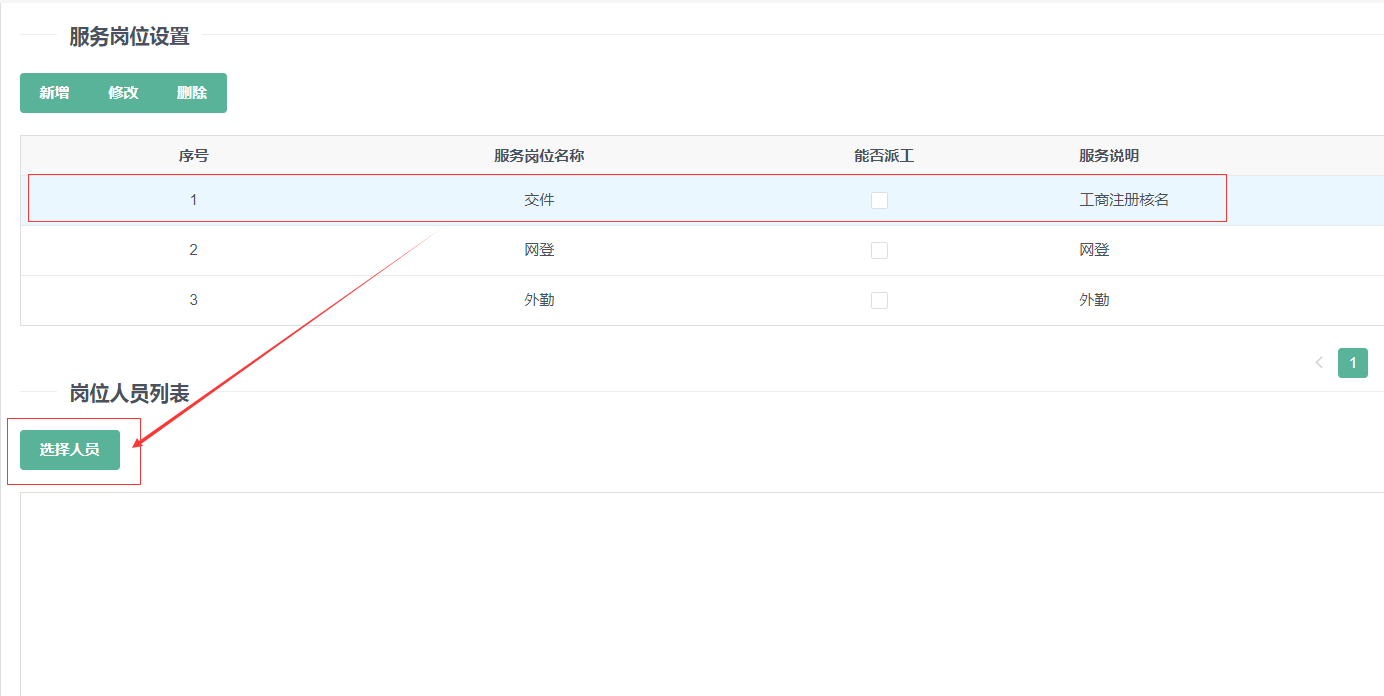 服务岗位设置
新增 修改 删除
序号 服务岗位名称 能否派工 服务说明
1 交件 工商注册核名
2 网登 网登
3 外勤 外勤
1
岗位人员列表
选择人员